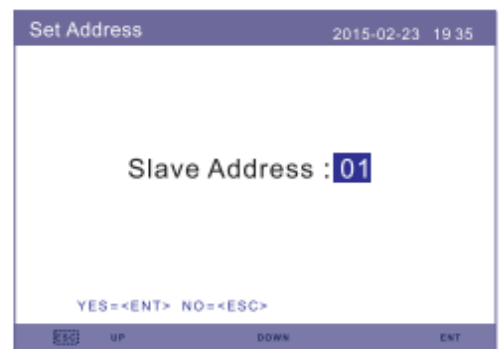 Set Address 2015-02-23 19 35
Slave Address : 01
YES=<ENT> NO=<ESC>
ESC UP DOWN ENT